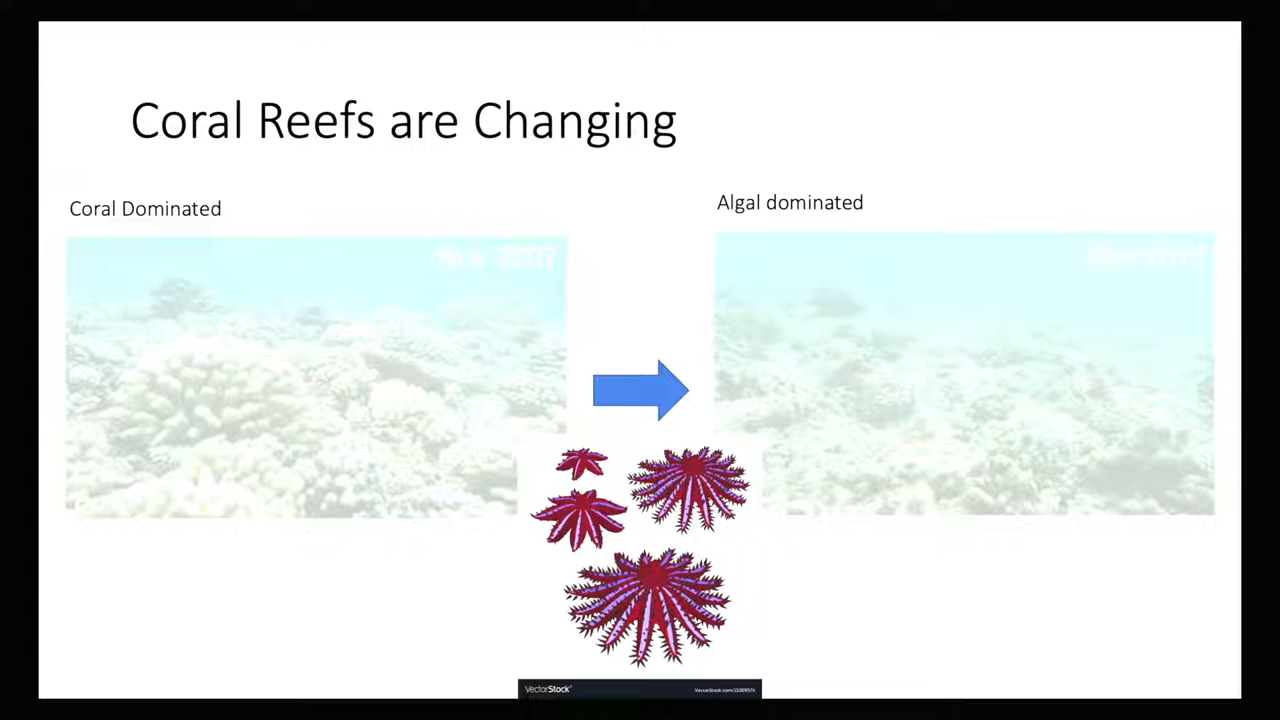 Coral Reefs are Changing
Coral Dominated
Algal dominated
VectorStock®